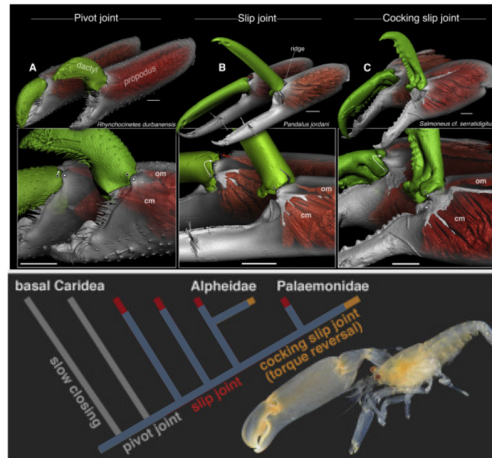 Pivot joint
Slip joint
Cocking slip joint
A
dactyl
propodus
Rhynchocinetes durbanensis
B
ridge
Pandalus jordani
C
Salmoneus cf. serratidigitus
om
cm
om
cm
om
cm
basal Caridea
Alpheidae
Palaemonidae
slow closing
pivot joint
slip joint
cocking slip joint
(torque reversal)